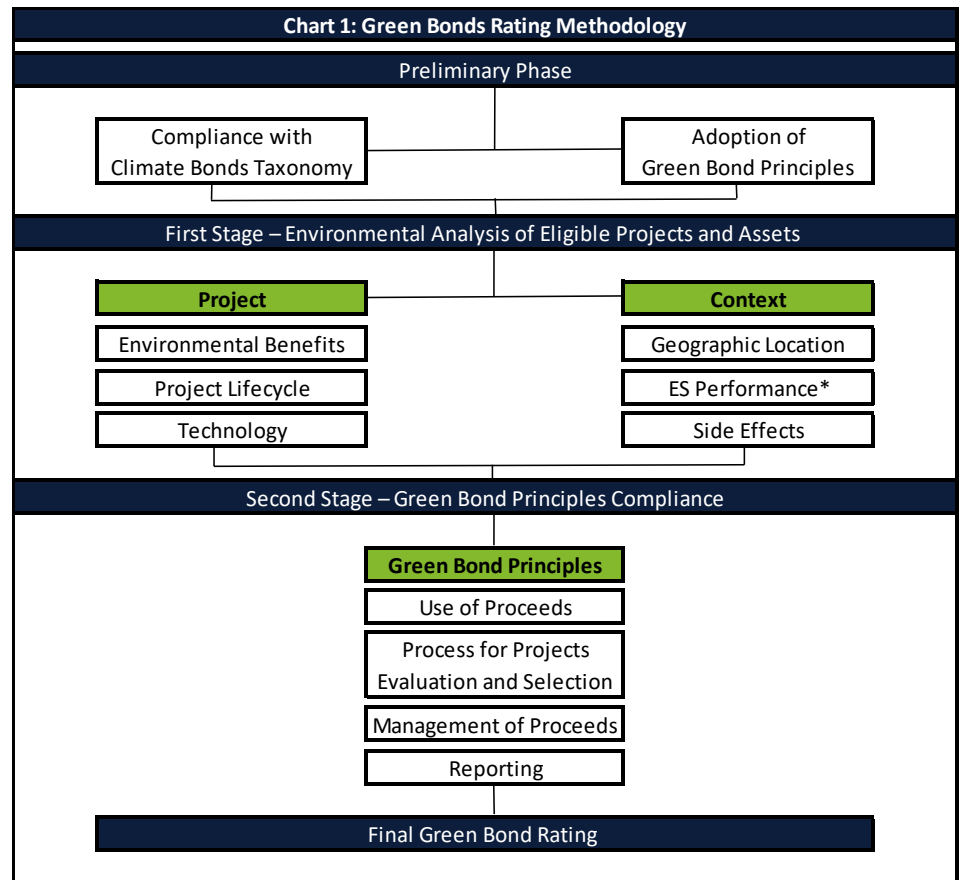 Chart 1: Green Bonds Rating Methodology
Preliminary Phase
Compliance with
Climate Bonds Taxonomy
Adoption of
Green Bond Principles
First Stage – Environmental Analysis of Eligible Projects and Assets
Project
Environmental Benefits
Project Lifecycle
Technology
Context
Geographic Location
ES Performance*
Side Effects
Second Stage – Green Bond Principles Compliance
Green Bond Principles
Use of Proceeds
Process for Projects
Evaluation and Selection
Management of Proceeds
Reporting
Final Green Bond Rating